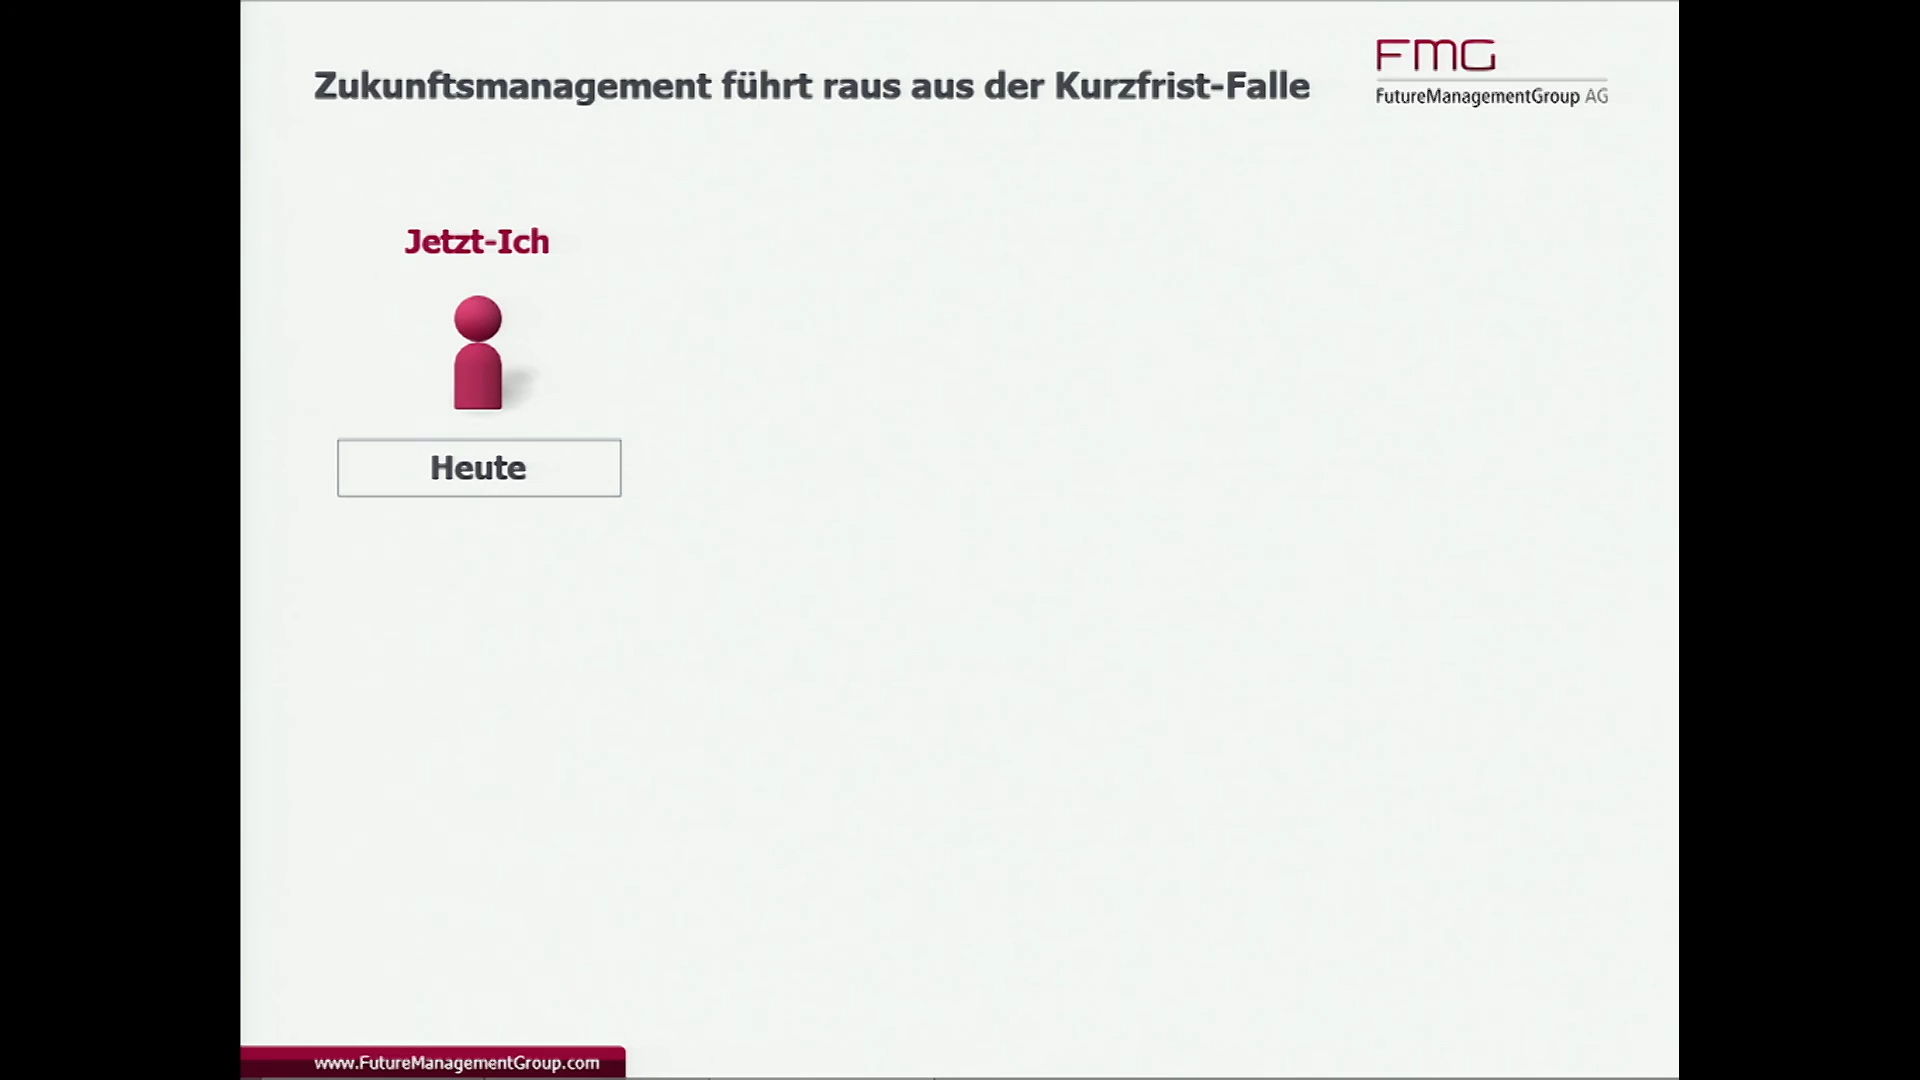 Zukunftsmanagement führt raus aus der Kurzfrist-Falle
FMG
FutureManagementGroup AG
Jetzt-Ich
Heute
www.FutureManagementGroup.com